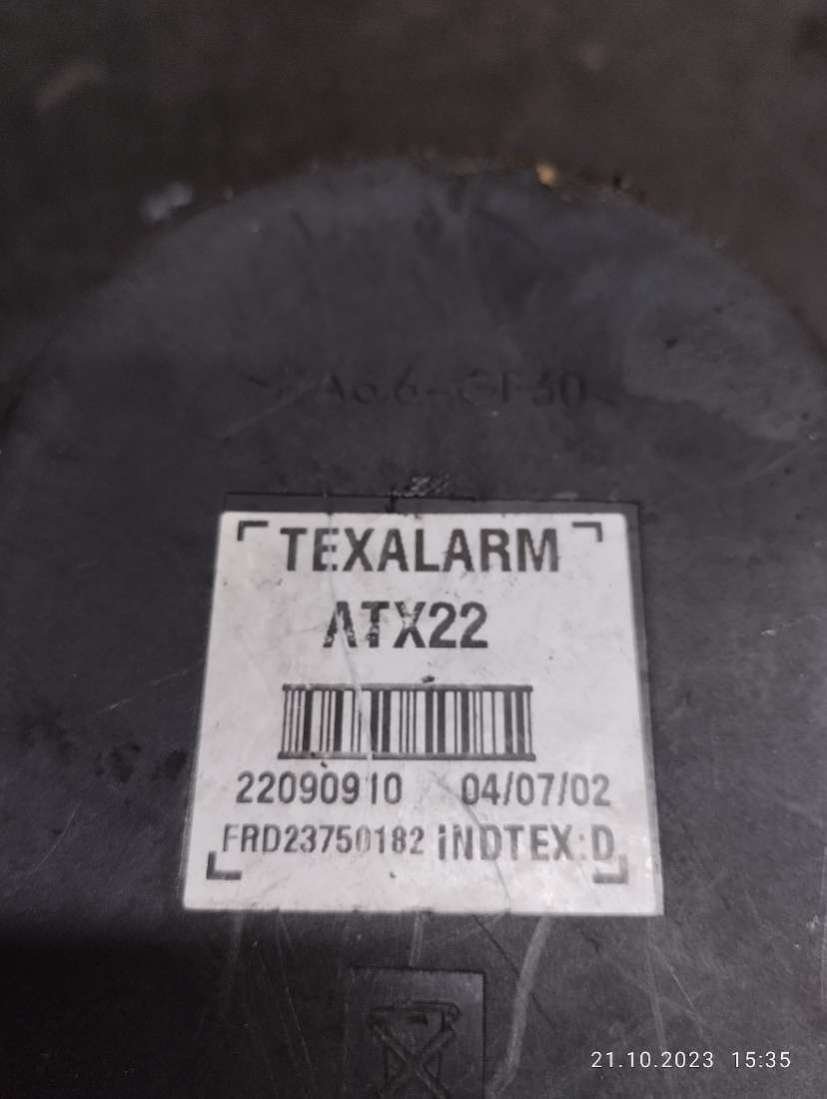 TEXALARM
ATX22
22090910 04/07/02
FRD23750182 iNDTEX:D
21.10.2023 15:35